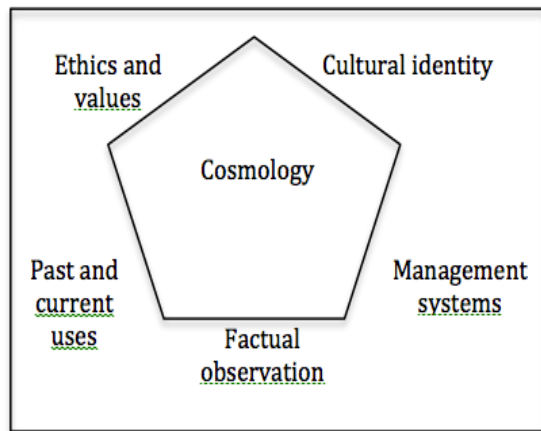 Ethics and
values
Cultural identity
Cosmology
Past and
current
uses
Management
systems
Factual
observation